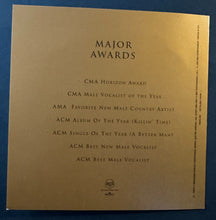 MAJOR
AWARDS
CMA HORIZON AWARD
CMA MALE VOCALIST OF THE YEAR
AMA FAVORITE NEW MALE COUNTRY ARTIST
ACM ALBUM OF THE YEAR (KILLIN' TIME)
ACM SINGLE OF THE YEAR (A BETTER MAN)
ACM BEST NEW MALE VOCALIST
ACM BEST MALE VOCALIST